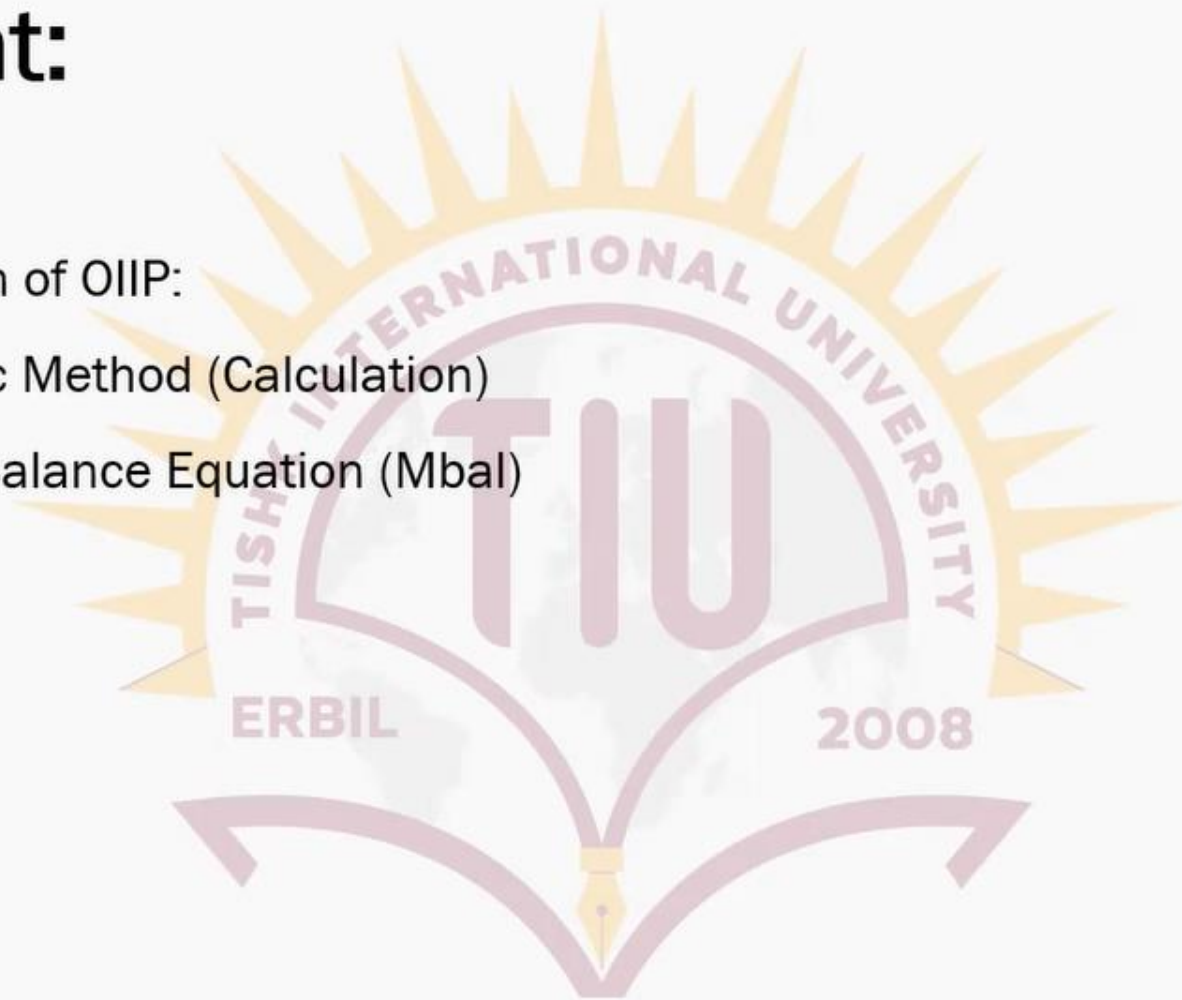 t:
n of OIIP:
c Method (Calculation)
alance Equation (Mbal)
TISHK INTERNATIONAL UNIVERSITY
TIU
ERBIL 2008